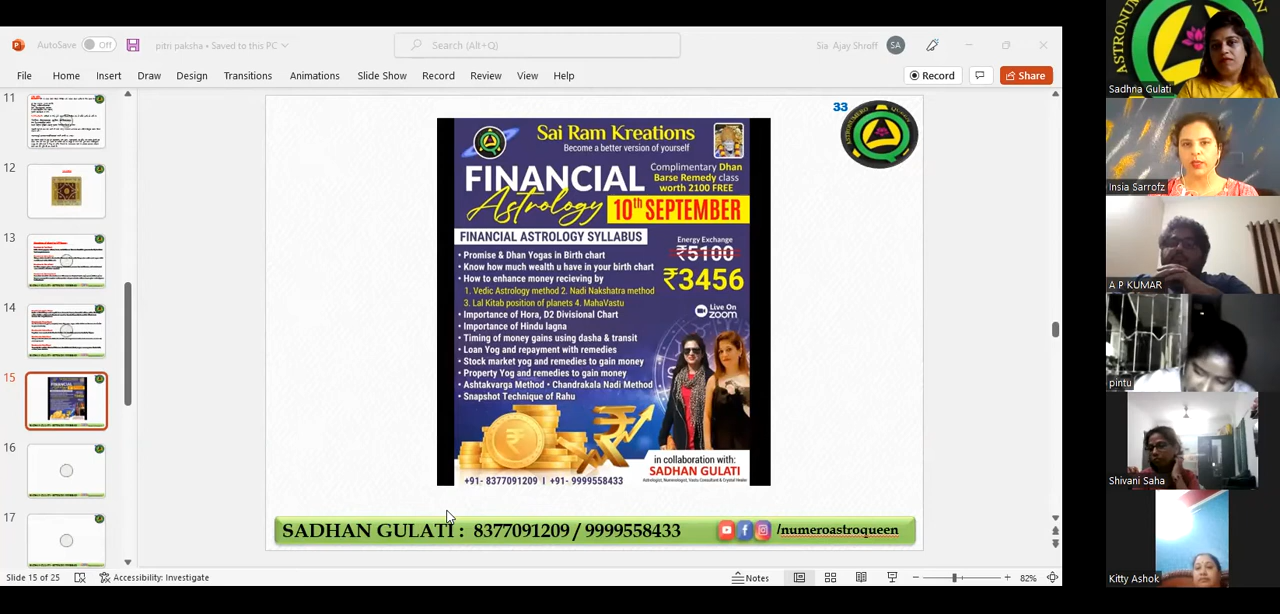 AutoSave Off pitri paksha • Saved to this PC Search (Alt+Q) Sia Ajay Shroff SA
File Home Insert Draw Design Transitions Animations Slide Show Record Review View Help Record Share
11
12
13
14
15
16
17
33
Sai Ram Kreations
Become a better version of yourself
FINANCIAL
Astrology
Complimentary Dhan
Barse Remedy class
worth 2100 FREE
10th SEPTEMBER
FINANCIAL ASTROLOGY SYLLABUS
Energy Exchange
₹5100
₹3456
Live On
zoom
• Promise & Dhan Yogas in Birth chart
• Know how much wealth u have in your birth chart
• How to enhance money recieving by
1. Vedic Astrology method 2. Nadi Nakshatra method
3. Lal Kitab position of planets 4. MahaVastu
• Importance of Hora, D2 Divisional Chart
• Importance of Hindu lagna
• Timing of money gains using dasha & transit
• Loan Yog and repayment with remedies
• Stock market yog and remedies to gain money
• Property Yog and remedies to gain money
• Ashtakvarga Method • Chandrakala Nadi Method
• Snapshot Technique of Rahu
in collaboration with:
SADHAN GULATI
Astrologist, Numerologist, Vastu Consultant & Crystal Healer
+91- 8377091209 I +91- 9999558433
SADHAN GULATI : 8377091209 / 9999558433 /numeroastroqueen
Slide 15 of 25 Accessibility: Investigate Notes 82%
Sadhna Gulati
Insia Sarrofz
A P KUMAR
pintu
Shivani Saha
Kitty Ashok